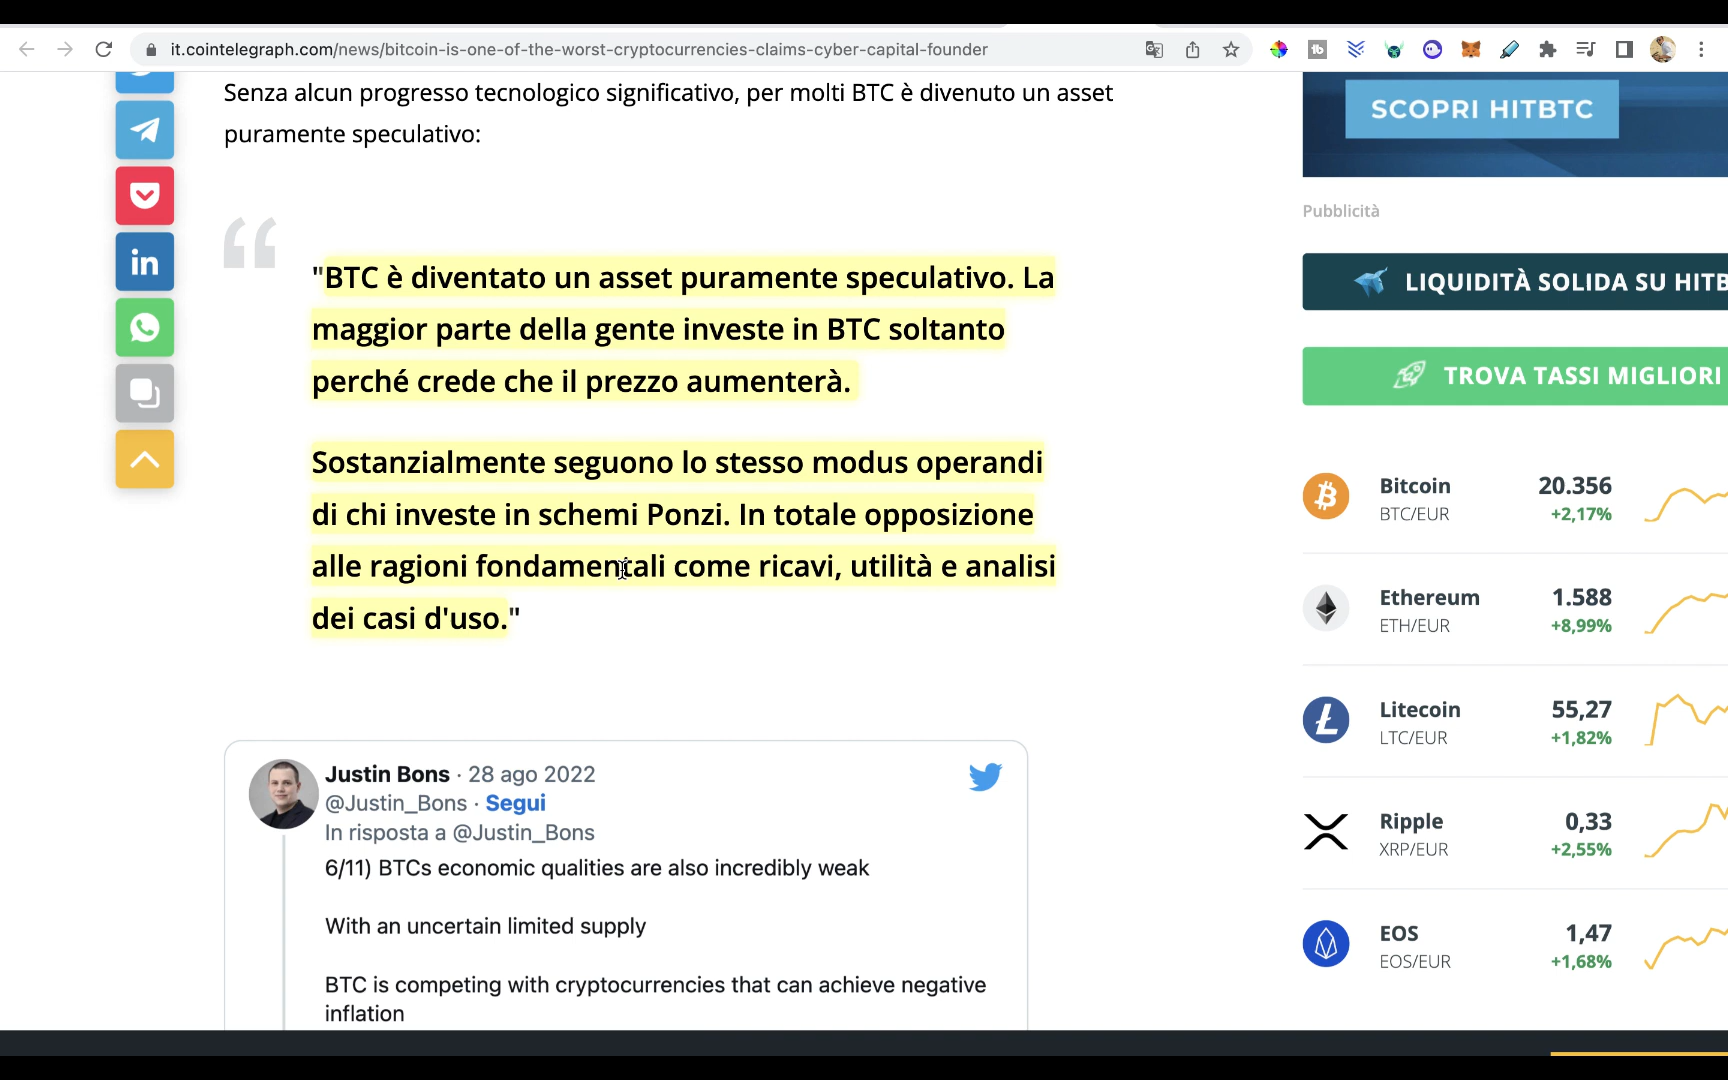 it.cointelegraph.com/news/bitcoin-is-one-of-the-worst-cryptocurrencies-claims-cyber-capital-founder
Senza alcun progresso tecnologico significativo, per molti BTC è divenuto un asset
puramente speculativo:
"BTC è diventato un asset puramente speculativo. La
maggior parte della gente investe in BTC soltanto
perché crede che il prezzo aumenterà.
Sostanzialmente seguono lo stesso modus operandi
di chi investe in schemi Ponzi. In totale opposizione
alle ragioni fondamentali come ricavi, utilità e analisi
dei casi d'uso."
Justin Bons · 28 ago 2022
@Justin_Bons · Segui
In risposta a @Justin_Bons
6/11) BTCs economic qualities are also incredibly weak
With an uncertain limited supply
BTC is competing with cryptocurrencies that can achieve negative
inflation
SCOPRI HITBTC
Pubblicità
LIQUIDITÀ SOLIDA SU HITB
TROVA TASSI MIGLIORI
Bitcoin 20.356
BTC/EUR +2,17%
Ethereum 1.588
ETH/EUR +8,99%
Litecoin 55,27
LTC/EUR +1,82%
Ripple 0,33
XRP/EUR +2,55%
EOS 1,47
EOS/EUR +1,68%